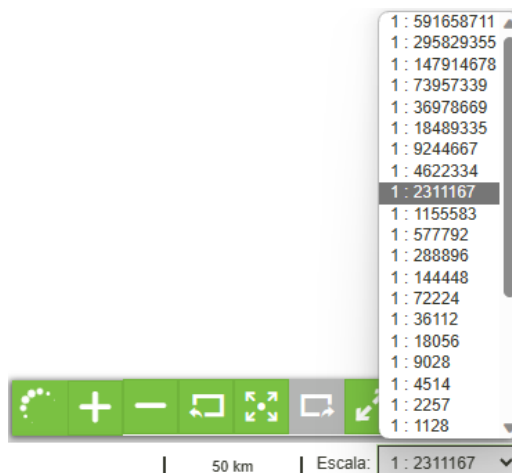 1 : 591658711
1 : 295829355
1 : 147914678
1 : 73957339
1 : 36978669
1 : 18489335
1 : 9244667
1 : 4622334
1 : 2311167
1 : 1155583
1 : 577792
1 : 288896
1 : 144448
1 : 72224
1 : 36112
1 : 18056
1 : 9028
1 : 4514
1 : 2257
1 : 1128
50 km
Escala: 1 : 2311167